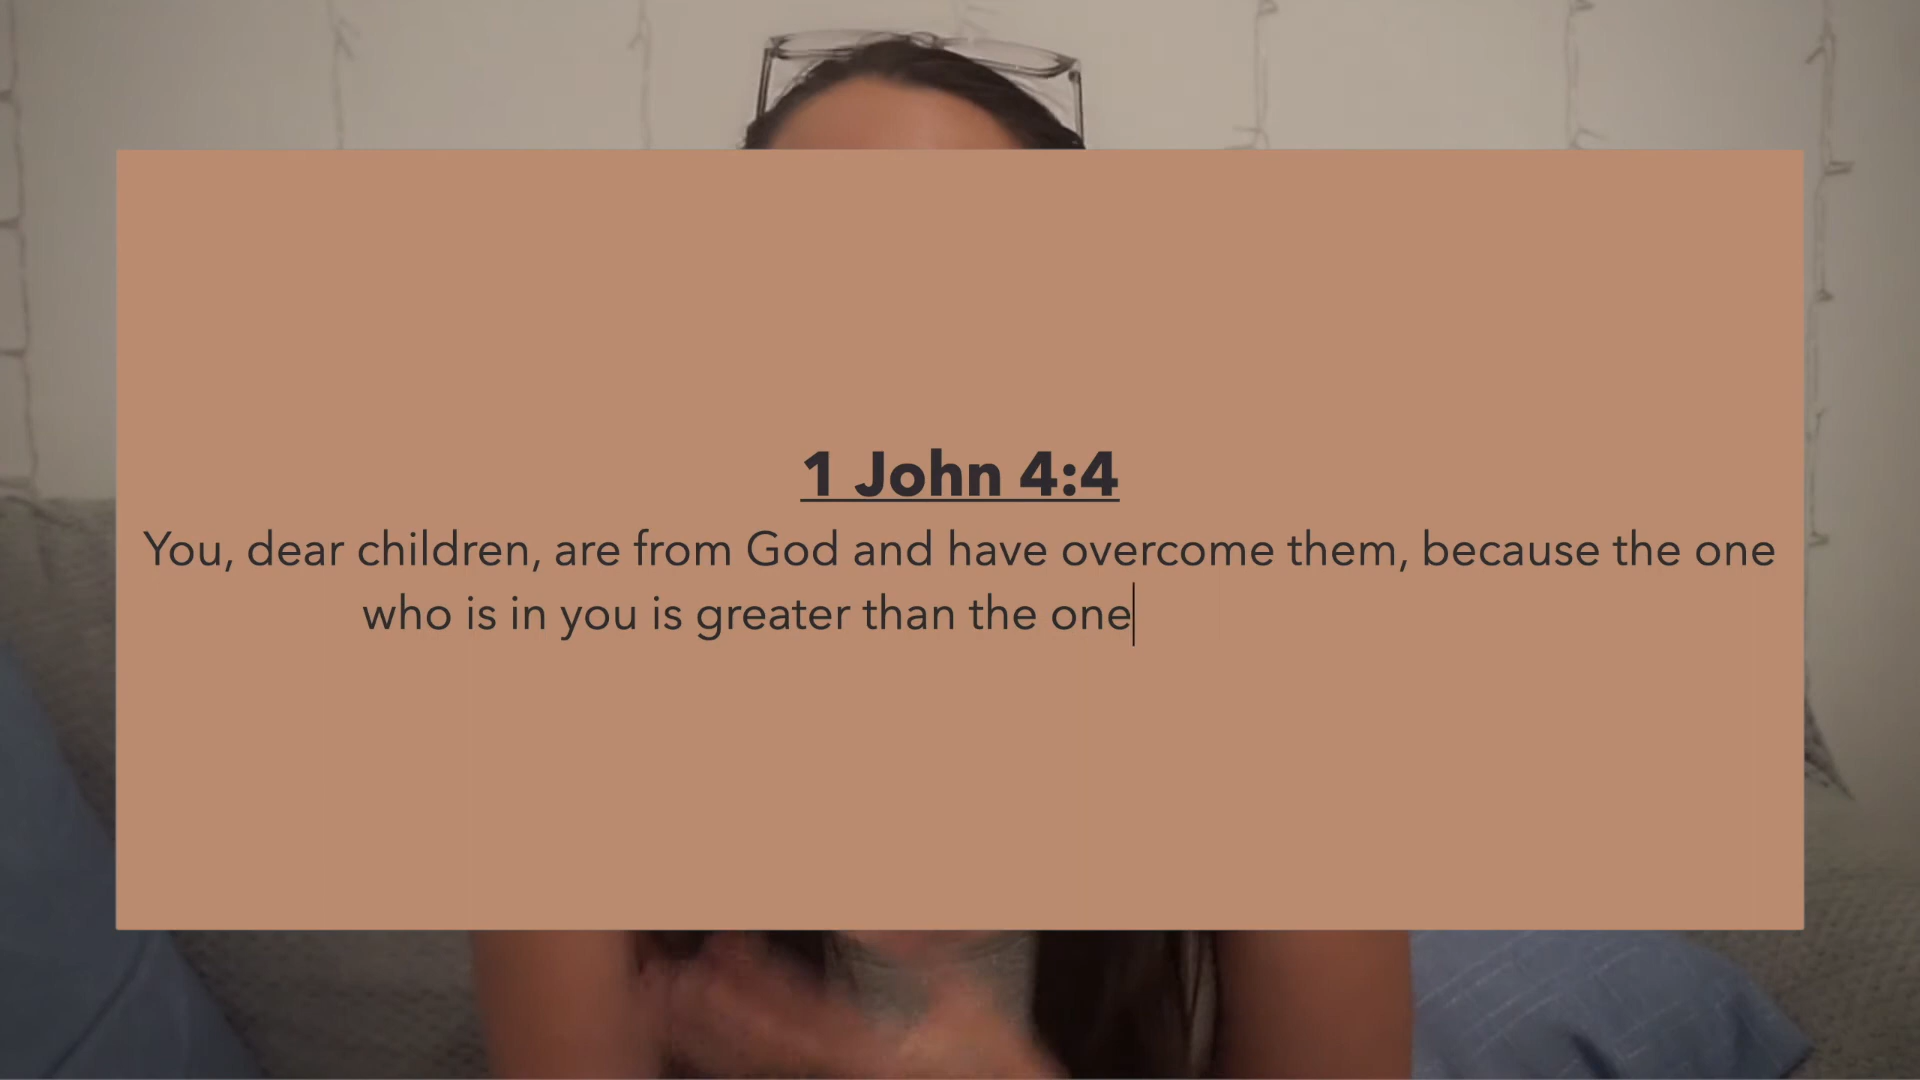 1 John 4:4
You, dear children, are from God and have overcome them, because the one
who is in you is greater than the one